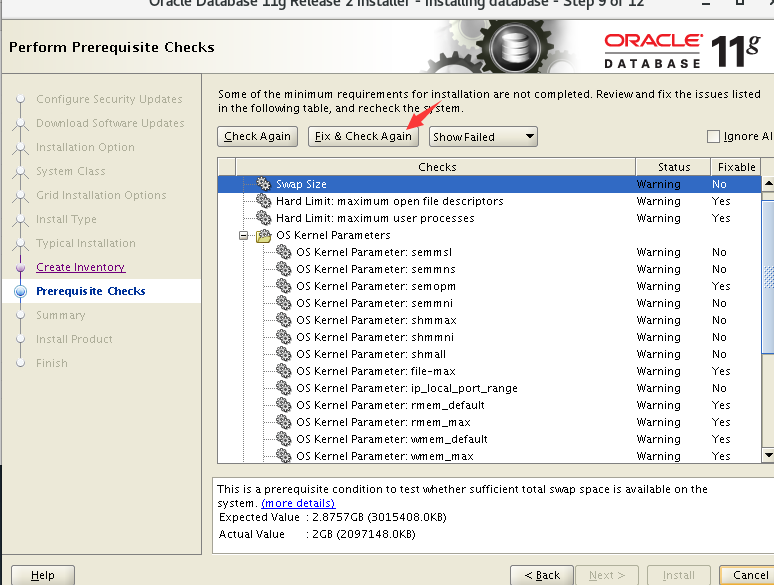 Oracle Database 11g Release 2 Installer - Installing database - Step 9 of 12
Perform Prerequisite Checks
ORACLE
DATABASE 11g
Configure Security Updates
Download Software Updates
Installation Option
System Class
Grid Installation Options
Install Type
Typical Installation
Create Inventory
Prerequisite Checks
Summary
Install Product
Finish
Some of the minimum requirements for installation are not completed. Review and fix the issues listed
in the following table, and recheck the system.
Check Again Fix & Check Again Show Failed Ignore Al
Checks Status Fixable
Swap Size Warning No
Hard Limit: maximum open file descriptors Warning Yes
Hard Limit: maximum user processes Warning Yes
OS Kernel Parameters
OS Kernel Parameter: semmsl Warning No
OS Kernel Parameter: semmns Warning No
OS Kernel Parameter: semopm Warning Yes
OS Kernel Parameter: semmni Warning No
OS Kernel Parameter: shmmax Warning No
OS Kernel Parameter: shmmni Warning No
OS Kernel Parameter: shmall Warning No
OS Kernel Parameter: file-max Warning Yes
OS Kernel Parameter: ip_local_port_range Warning No
OS Kernel Parameter: rmem_default Warning Yes
OS Kernel Parameter: rmem_max Warning Yes
OS Kernel Parameter: wmem_default Warning Yes
OS Kernel Parameter: wmem_max Warning Yes
This is a prerequisite condition to test whether sufficient total swap space is available on the
system. (more details)
Expected Value : 2.8757GB (3015408.0KB)
Actual Value : 2GB (2097148.0KB)
Help < Back Next > Install Cancel